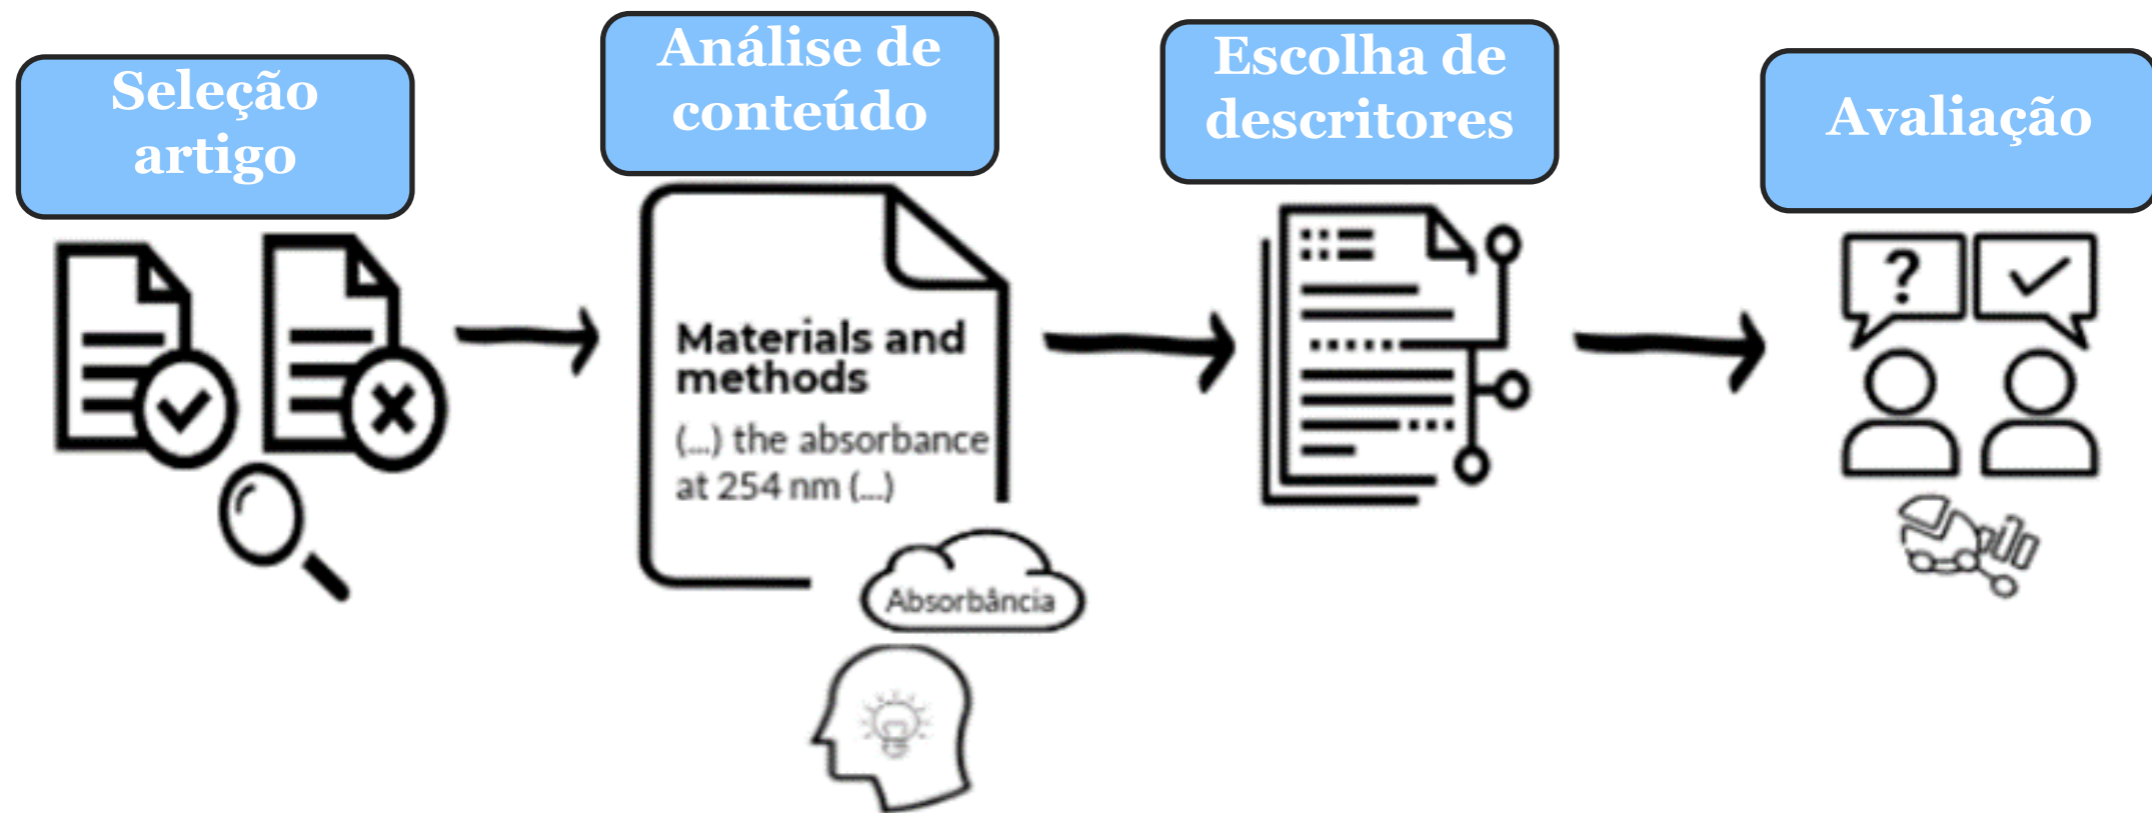 Seleção
artigo
Análise de
conteúdo
Escolha de
descritores
Avaliação
Materials and
methods
(...) the absorbance
at 254 nm (...)
Absorbância
?